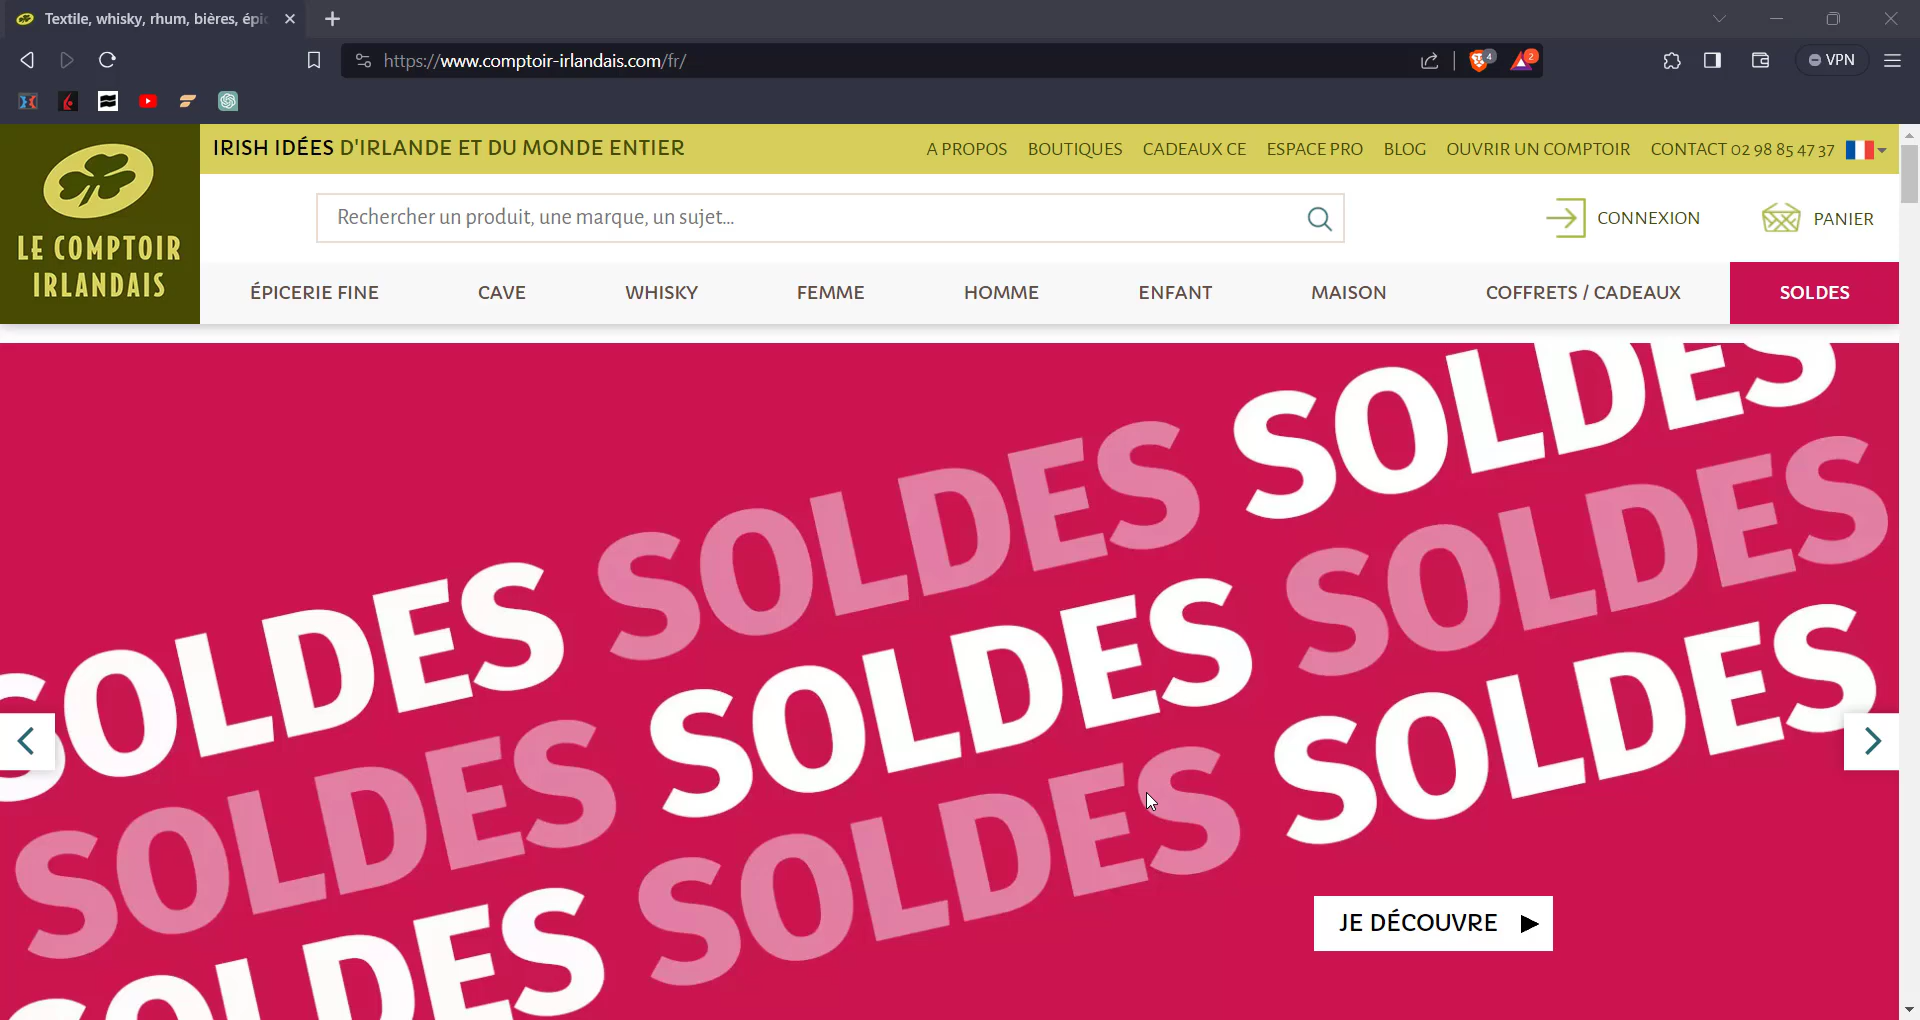 Textile, whisky, rhum, bières, épic
https://www.comptoir-irlandais.com/fr/
4
2
VPN
LE COMPTOIR
IRLANDAIS
IRISH IDÉES D'IRLANDE ET DU MONDE ENTIER
A PROPOS BOUTIQUES CADEAUX CE ESPACE PRO BLOG OUVRIR UN COMPTOIR CONTACT 02 98 85 47 37
Rechercher un produit, une marque, un sujet...
CONNEXION
PANIER
ÉPICERIE FINE CAVE WHISKY FEMME HOMME ENFANT MAISON COFFRETS / CADEAUX SOLDES
SOLDES SOLDES SOLDES
SOLDES SOLDES SOLDES
SOLDES SOLDES SOLDES
JE DÉCOUVRE